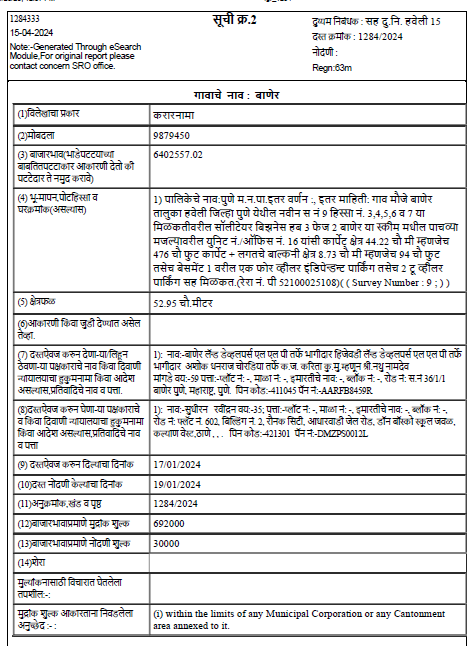 1284333
15-04-2024
Note:-Generated Through eSearch
Module,For original report please
contact concern SRO office.
सूची क्र.2
दुय्यम निबंधक : सह दु.नि. हवेली 15
दस्त क्रमांक : 1284/2024
नोदंणी :
Regn:63m
गावाचे नाव : बाणेर
(1)विलेखाचा प्रकार
करारनामा
(2)मोबदला
9879450
(3) बाजारभाव(भाडेपटटयाच्या
बाबतितपटटाकार आकारणी देतो की
पटटेदार ते नमुद करावे)
6402557.02
(4) भू-मापन,पोटहिस्सा व
घरक्रमांक(असल्यास)
1) पालिकेचे नाव:पुणे म.न.पा.इतर वर्णन :, इतर माहिती: गाव मौजे बाणेर
तालुका हवेली जिल्हा पुणे येथील नवीन स नं 9 हिस्सा नं. 3,4,5,6 व 7 या
मिळकतीवरील सॉलीटेर बिझनेस हब 3 फेज 2 बाणेर या स्कीम मधील पाचव्या
मजल्यावरील युनिट नं./ऑफिस नं. 16 यांसी कार्पेट क्षेत्र 44.22 चौ मी म्हणजेच
476 चौ फुट कार्पेट + लगतचे बाल्कनी क्षेत्र 8.73 चौ मी म्हणजेच 94 चौ फुट
तसेच बेसमेंट 1 वरील एक फोर व्हीलर इंडिपेन्डन्ट पार्किंग तसेच 2 टू व्हीलर
पार्किंग सह मिळकत.(रेरा नं. पी 52100025108)( ( Survey Number : 9 ; ) )
(5) क्षेत्रफळ
52.95 चौ.मीटर
(6)आकारणी किंवा जुडी देण्यात असेल
तेव्हा.
(7) दस्तऐवज करुन देणा-या/लिहून
ठेवणा-या पक्षकाराचे नाव किंवा दिवाणी
न्यायालयाचा हुकुमनामा किंवा आदेश
असल्यास,प्रतिवादिचे नाव व पत्ता.
1): नाव:-बाणेर लँड डेव्हलपर्स एल एल पी तर्फे भागीदार हिंजेवडी लँन्ड डेव्हलपर्स एल एल पी तर्फे
भागीदार अशोक धनराज चोरडिया तर्फे क.ज. करिता कु.मु म्हणून श्री.नथु नामदेव
मांगडे वय:-59 पत्ता:-प्लॉट नं: -, माळा नं: -, इमारतीचे नाव: -, ब्लॉक नं: -, रोड नं: स.नं 36/1/1
बाणेर पुणे, महाराष्ट्र, पुणे. पिन कोड:-411045 पॅन नं:-AARFB8459R
(8)दस्तऐवज करुन घेणा-या पक्षकाराचे
व किंवा दिवाणी न्यायालयाचा हुकुमनामा
किंवा आदेश असल्यास,प्रतिवादिचे नाव
व पत्ता
1): नाव:-सुधीरन रवींद्रन वय:-35; पत्ता:-प्लॉट नं: -, माळा नं: -, इमारतीचे नाव: -, ब्लॉक नं: -,
रोड नं: फ्लॅट नं. 602, बिल्डिंग नं. 2, रौनक सिटी, आधारवाडी जेल रोड, डॉन बॉस्को स्कूल जवळ,
कल्याण वेस्ट,ठाणे , , . पिन कोड:-421301 पॅन नं:-DMZPS0012L
(9) दस्तऐवज करुन दिल्याचा दिनांक
17/01/2024
(10)दस्त नोंदणी केल्याचा दिनांक
19/01/2024
(11)अनुक्रमांक,खंड व पृष्ठ
1284/2024
(12)बाजारभावाप्रमाणे मुद्रांक शुल्क
692000
(13)बाजारभावाप्रमाणे नोंदणी शुल्क
30000
(14)शेरा
मुल्यांकनासाठी विचारात घेतलेला
तपशील:-:
मुद्रांक शुल्क आकारताना निवडलेला
अनुच्छेद :- :
(i) within the limits of any Municipal Corporation or any Cantonment
area annexed to it.